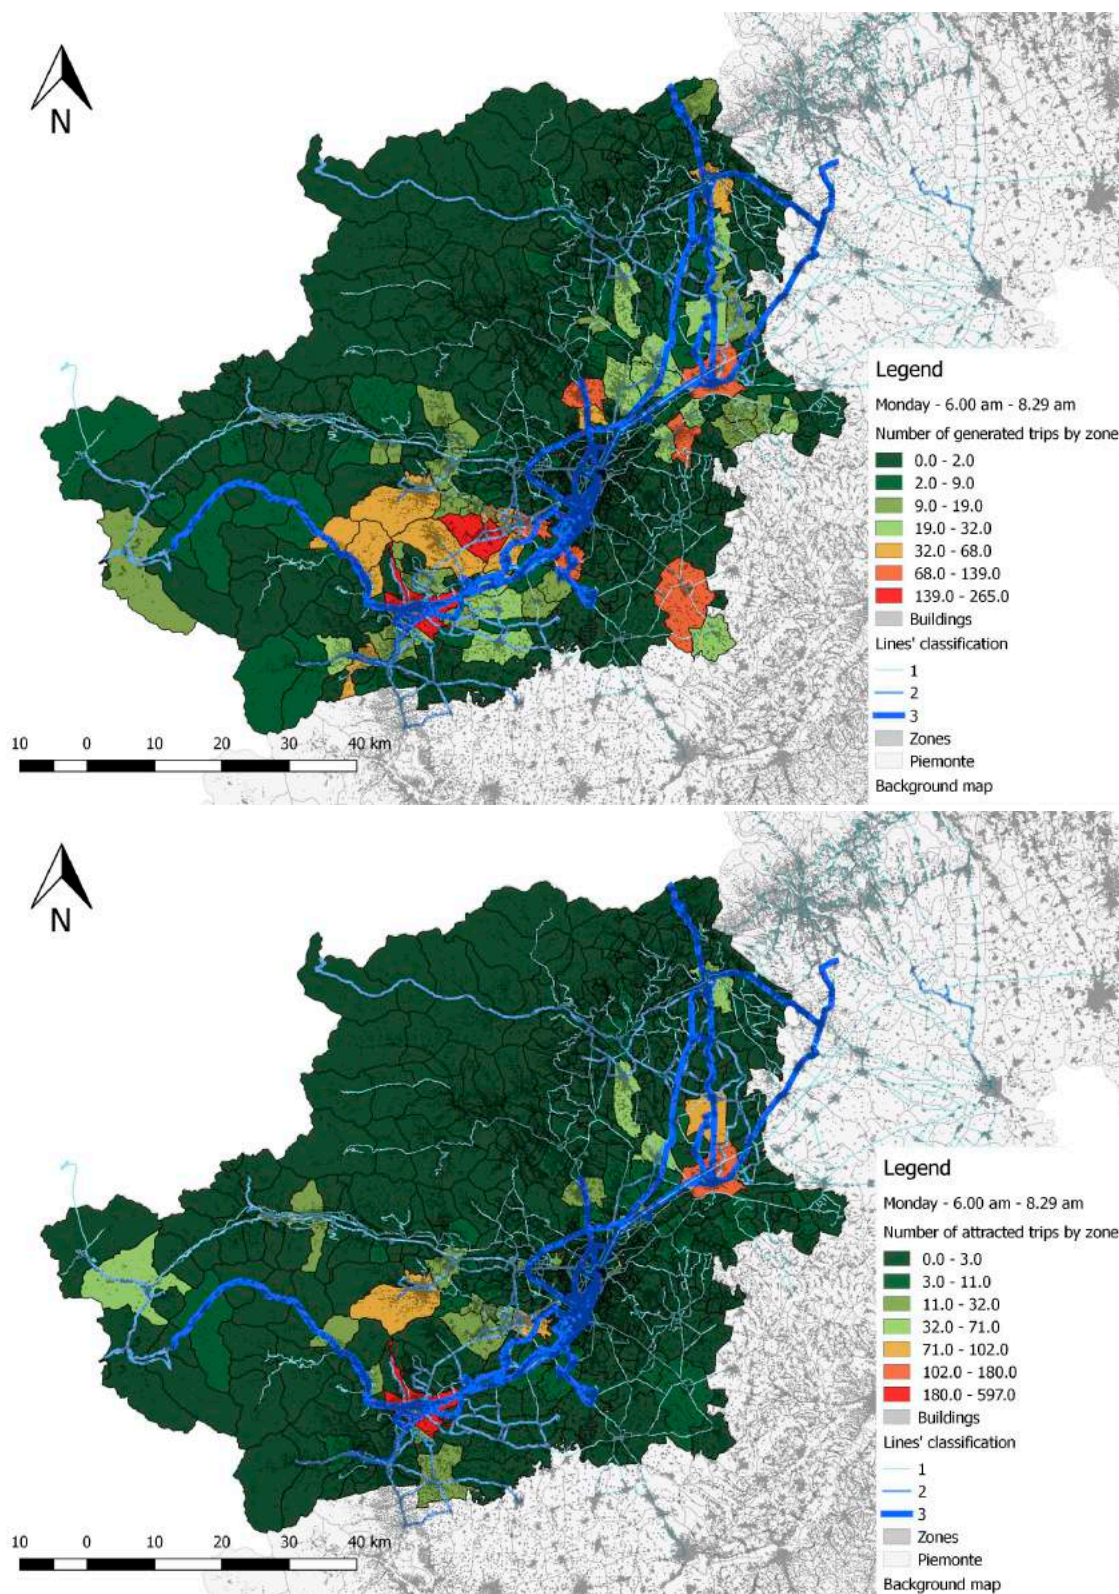 N
Legend
Monday - 6.00 am - 8.29 am
Number of generated trips by zone
0.0 - 2.0
2.0 - 9.0
9.0 - 19.0
19.0 - 32.0
32.0 - 68.0
68.0 - 139.0
139.0 - 265.0
Buildings
Lines' classification
1
2
3
Zones
Piemonte
Background map
10 0 10 20 30 40 km
N
Legend
Monday - 6.00 am - 8.29 am
Number of attracted trips by zone
0.0 - 3.0
3.0 - 11.0
11.0 - 32.0
32.0 - 71.0
71.0 - 102.0
102.0 - 180.0
180.0 - 597.0
Buildings
Lines' classification
1
2
3
Zones
Piemonte
Background map
10 0 10 20 30 40 km